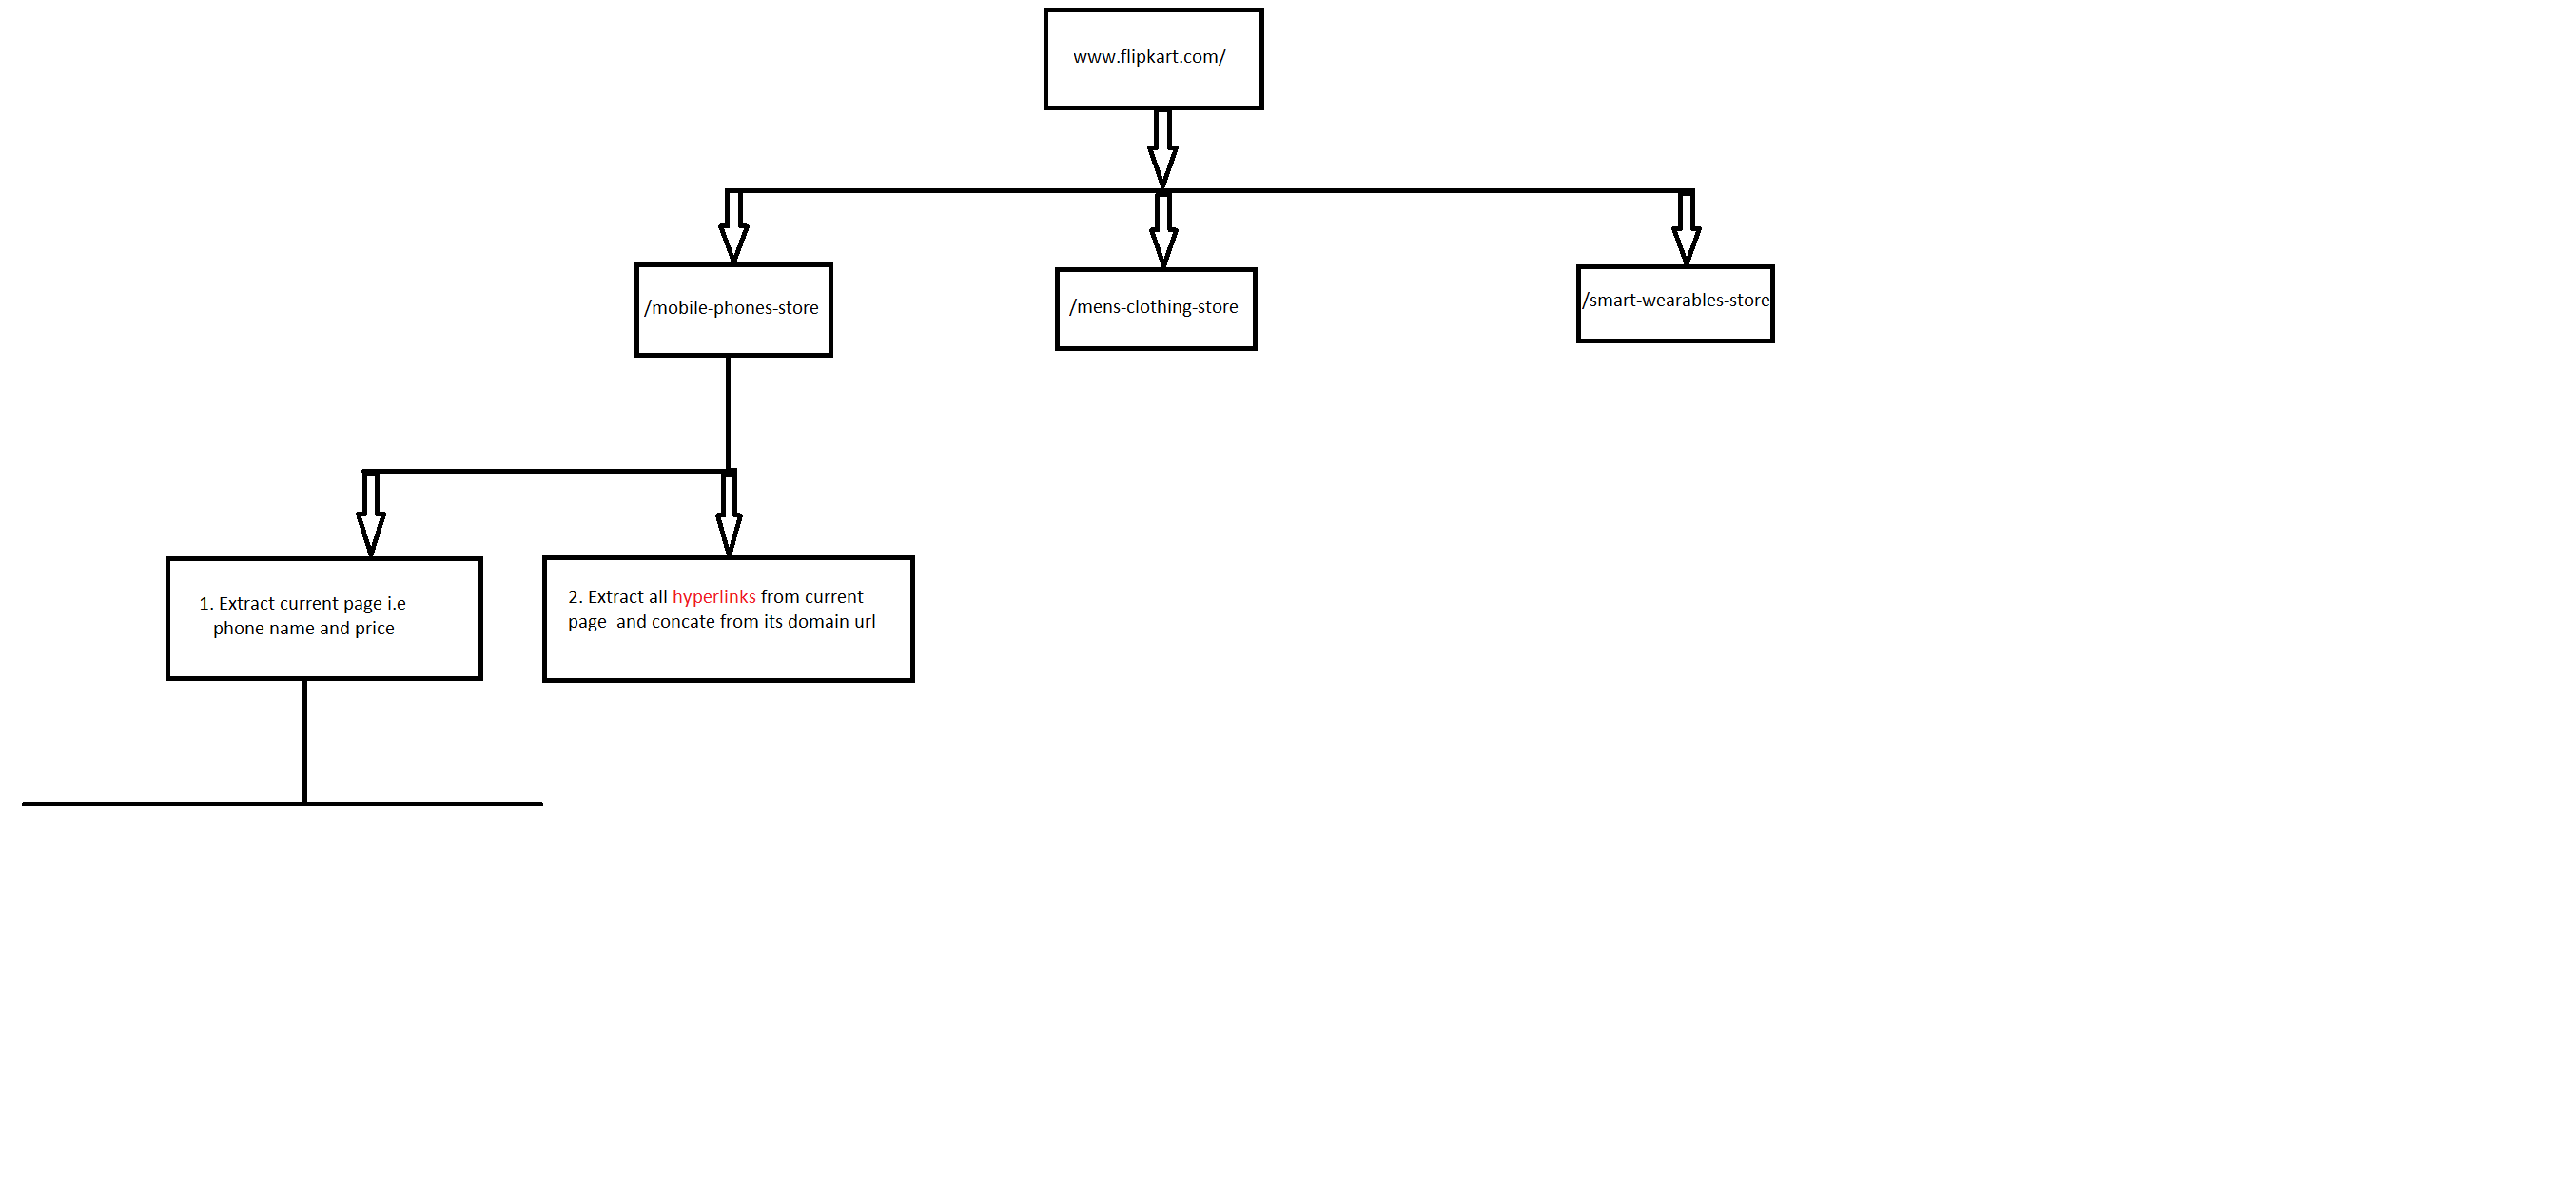 www.flipkart.com/
/mobile-phones-store
/mens-clothing-store
/smart-wearables-store
1. Extract current page i.e
phone name and price
2. Extract all hyperlinks from current
page  and concate from its domain url